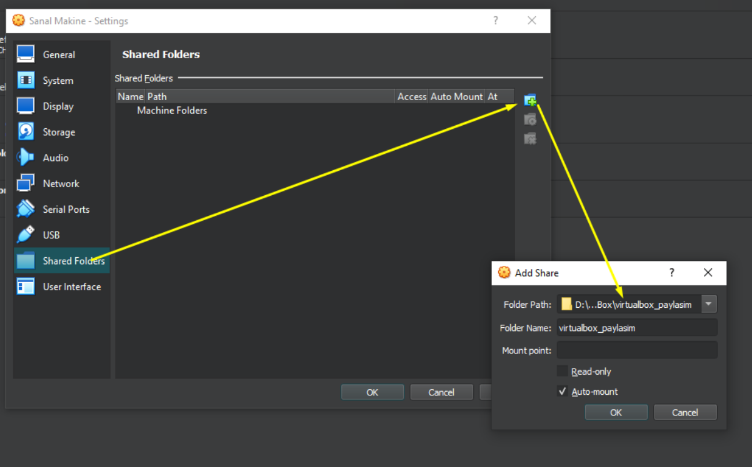 Sanal Makine - Settings
?
General
System
Display
Storage
Audio
Network
Serial Ports
USB
Shared Folders
User Interface
Shared Folders
Shared Folders
Name Path Access Auto Mount At
Machine Folders
OK Cancel
Add Share ?
Folder Path: D:\...Box\virtualbox_paylasim
Folder Name: virtualbox_paylasim
Mount point:
Read-only
Auto-mount
OK Cancel